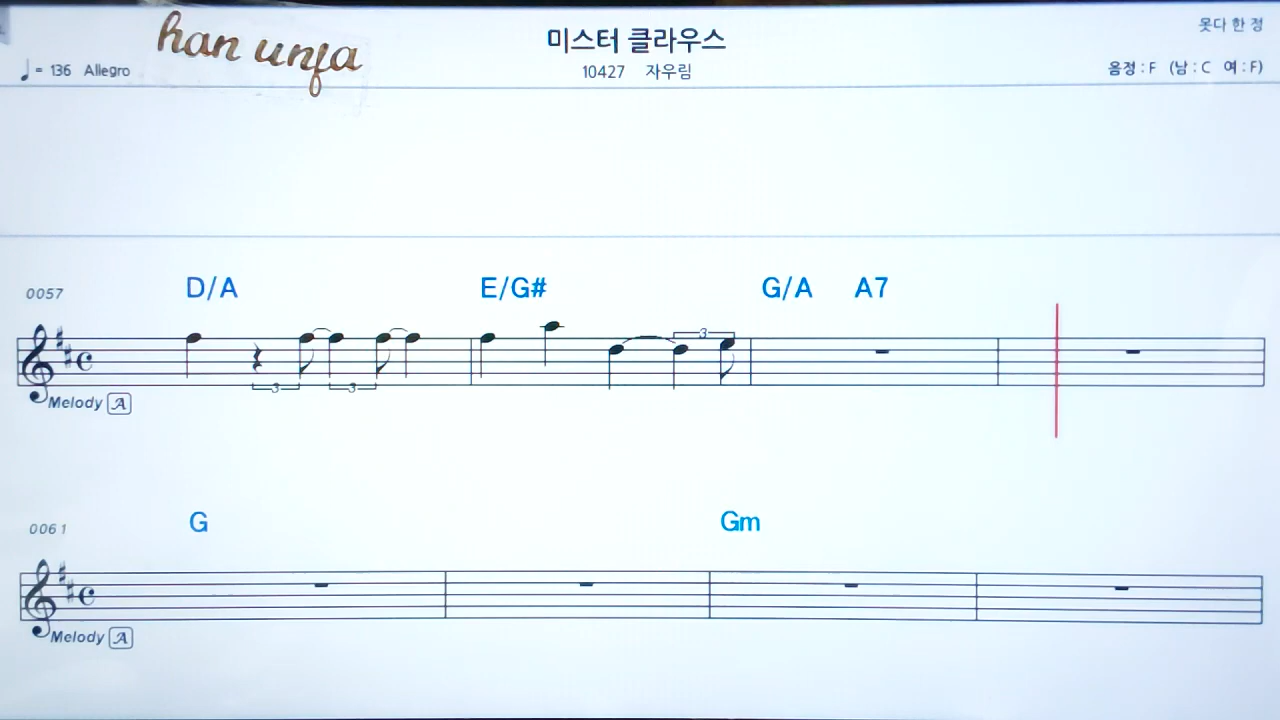 han unfa
미스터 클라우스
못다 한 정
♩ = 136 Allegro
10427 자우림
음정 : F (남 : C 여 : F)
0057
D/A E/G# G/A A7
3 3 3
Melody A
0061
G Gm
Melody A